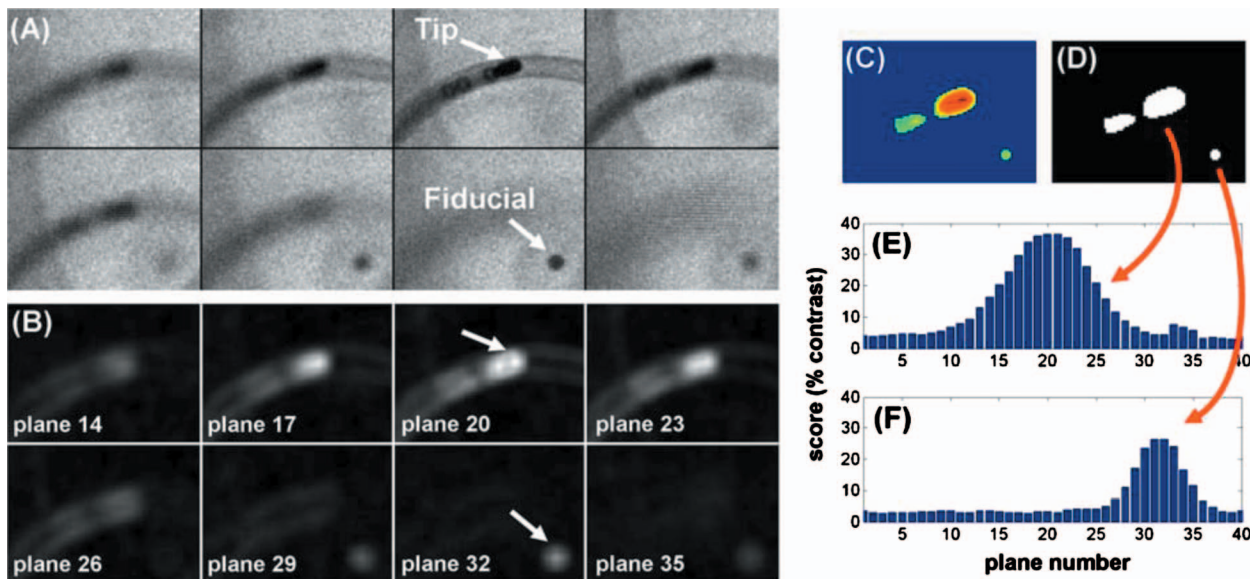 (A)
Tip
Fiducial
(B)
plane 14
plane 17
plane 20
plane 23
plane 26
plane 29
plane 32
plane 35
(C)
(D)
score (% contrast)
40
30
20
10
0
(E)
5 10 15 20 25 30 35 40
40
30
20
10
0
(F)
5 10 15 20 25 30 35 40
plane number